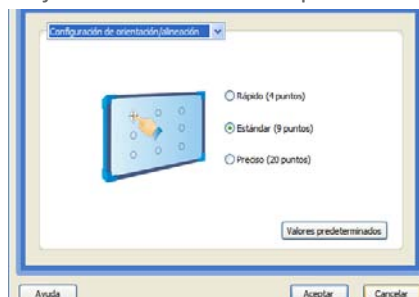 Configuración de orientación/alineación
Rápido (4 puntos)
Estándar (9 puntos)
Preciso (20 puntos)
Valores predeterminados
Ayuda
Aceptar
Cancelar